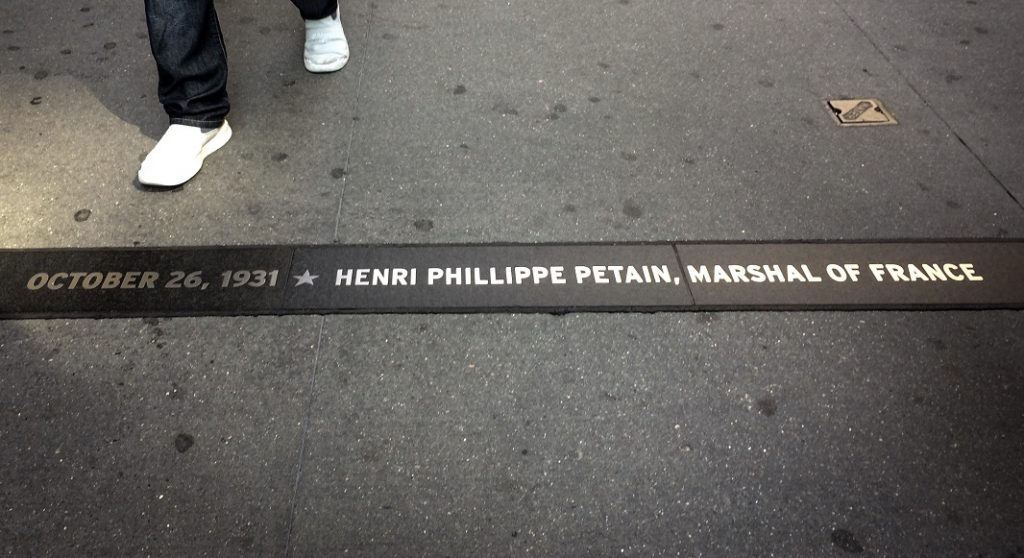 OCTOBER 26, 1931 ★ HENRI PHILLIPPE PETAIN, MARSHAL OF FRANCE